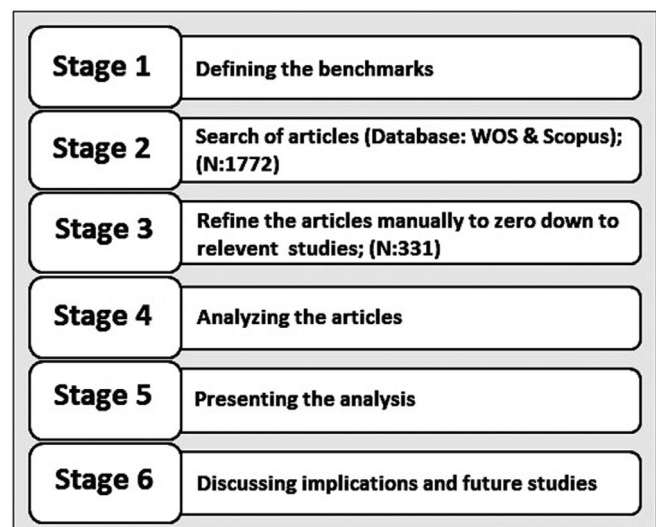 Stage 1
Defining the benchmarks
Stage 2
Search of articles (Database: WOS & Scopus);
(N:1772)
Stage 3
Refine the articles manually to zero down to
relevent studies; (N:331)
Stage 4
Analyzing the articles
Stage 5
Presenting the analysis
Stage 6
Discussing implications and future studies